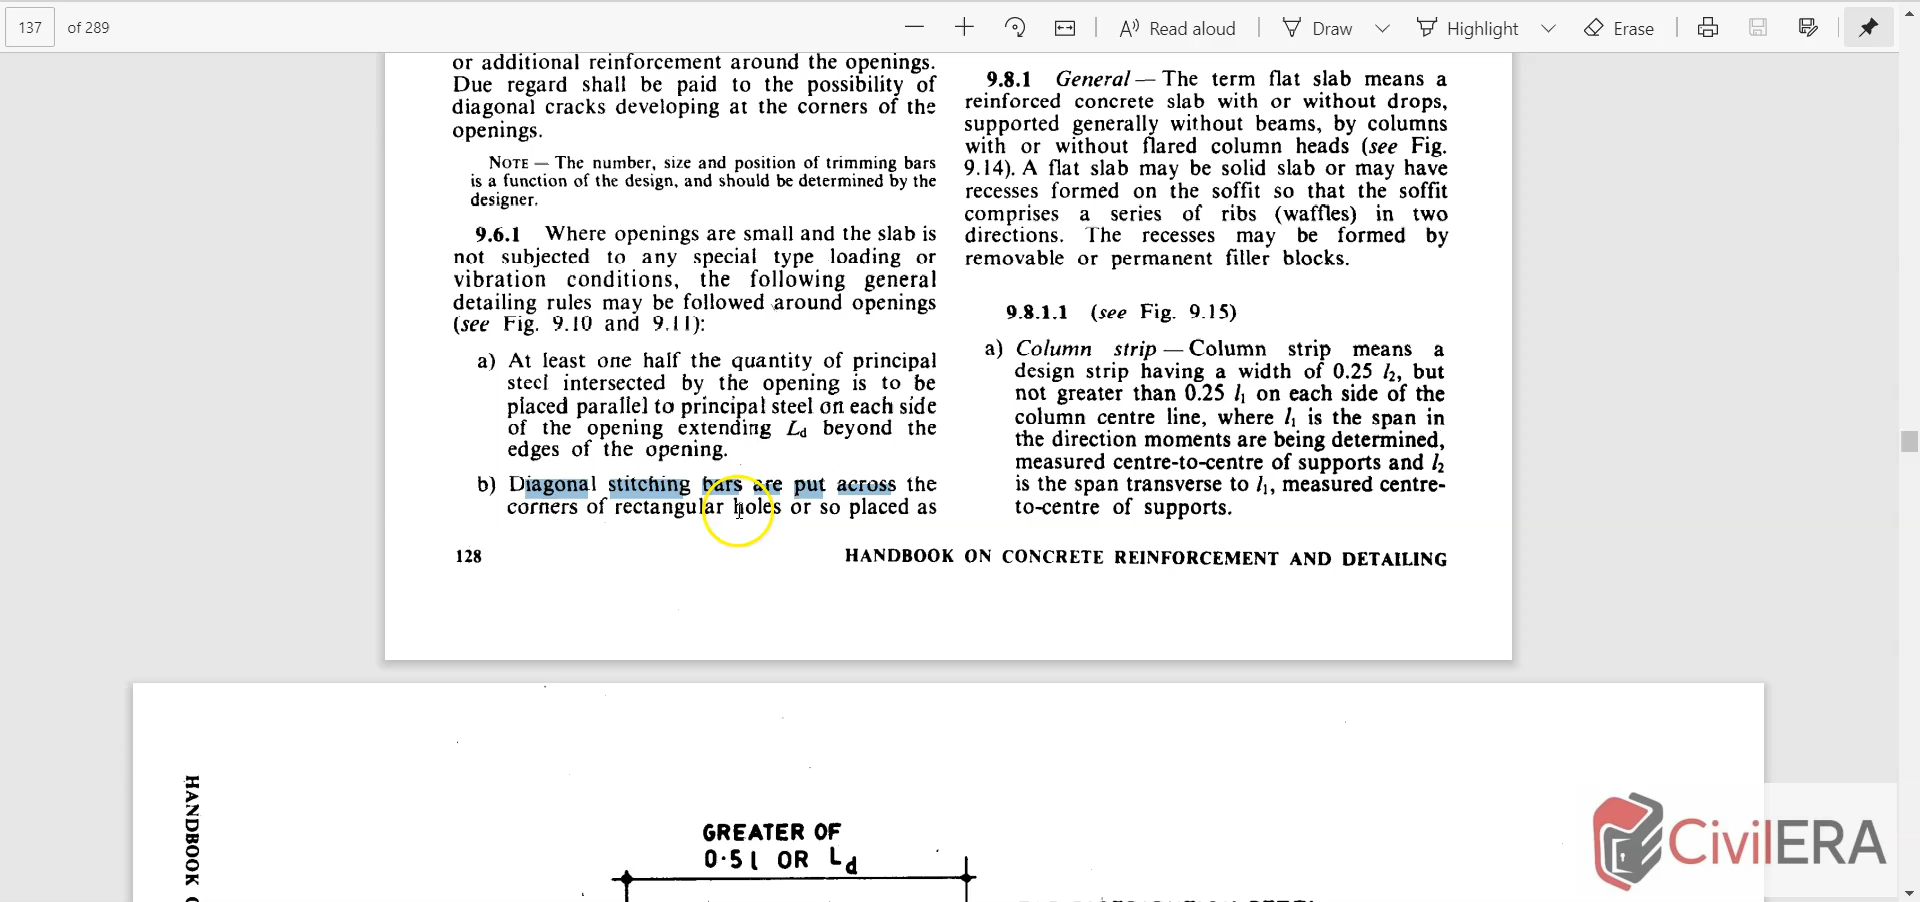 137 of 289
Read aloud
Draw
Highlight
Erase
or additional reinforcement around the openings.
Due regard shall be paid to the possibility of
diagonal cracks developing at the corners of the
openings.
NOTE — The number, size and position of trimming bars
is a function of the design, and should be determined by the
designer.
9.6.1 Where openings are small and the slab is
not subjected to any special type loading or
vibration conditions, the following general
detailing rules may be followed around openings
(see Fig. 9.10 and 9.11):
a) At least one half the quantity of principal
steel intersected by the opening is to be
placed parallel to principal steel on each side
of the opening extending Ld beyond the
edges of the opening.
b) Diagonal stitching bars are put across the
corners of rectangular holes or so placed as
9.8.1 General — The term flat slab means a
reinforced concrete slab with or without drops,
supported generally without beams, by columns
with or without flared column heads (see Fig.
9.14). A flat slab may be solid slab or may have
recesses formed on the soffit so that the soffit
comprises a series of ribs (waffles) in two
directions. The recesses may be formed by
removable or permanent filler blocks.
9.8.1.1 (see Fig. 9.15)
a) Column strip — Column strip means a
design strip having a width of 0.25 l2, but
not greater than 0.25 l1 on each side of the
column centre line, where l1 is the span in
the direction moments are being determined,
measured centre-to-centre of supports and l2
is the span transverse to l1, measured centre-
to-centre of supports.
128
HANDBOOK ON CONCRETE REINFORCEMENT AND DETAILING
HANDBOOK
GREATER OF
0·5 l OR Ld
CivilERA